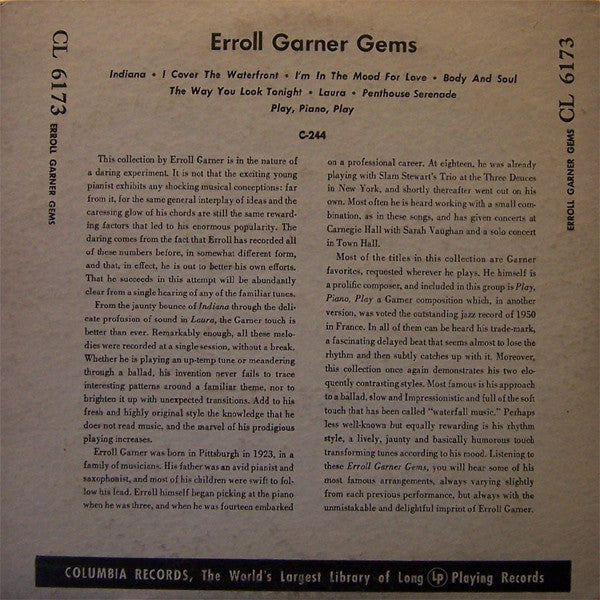 Erroll Garner Gems
Indiana • I Cover The Waterfront • I'm In The Mood For Love • Body And Soul
The Way You Look Tonight • Laura • Penthouse Serenade
Play, Piano, Play
C-244
CL 6173 ERROLL GARNER GEMS
This collection by Erroll Garner is in the nature of
a daring experiment. It is not that the exciting young
pianist exhibits any shocking musical conceptions: far
from it, for the same general interplay of ideas and the
caressing glow of his chords are still the same reward-
ing factors that led to his enormous popularity. The
daring comes from the fact that Erroll has recorded all
of these numbers before, in somewhat different form,
and that, in effect, he is out to better his own efforts.
That he succeeds in this attempt will be abundantly
clear from a single hearing of any of the familiar tunes.
From the jaunty bounce of Indiana through the deli-
cate profusion of sound in Laura, the Garner touch is
better than ever. Remarkably enough, all these melo-
dies were recorded at a single session, without a break.
Whether he is playing an up-temp tune or meandering
through a ballad, his invention never fails to trace
interesting patterns around a familiar theme, nor to
brighten it up with unexpected transitions. Add to his
fresh and highly original style the knowledge that he
does not read music, and the marvel of his prodigious
playing increases.
Erroll Garner was born in Pittsburgh in 1923, in a
family of musicians. His father was an avid pianist and
saxophonist, and most of his children were swift to fol-
low his lead. Erroll himself began picking at the piano
when he was three, and when he was fourteen embarked
on a professional career. At eighteen, he was already
playing with Slam Stewart's Trio at the Three Deuces
in New York, and shortly thereafter went out on his
own. Most often he is heard working with a small com-
bination, as in these songs, and has given concerts at
Carnegie Hall with Sarah Vaughan and a solo concert
in Town Hall.
Most of the titles in this collection are Garner
favorites, requested wherever he plays. He himself is
a prolific composer, and included in this group is Play,
Piano, Play a Garner composition which, in another
version, was voted the outstanding jazz record of 1950
in France. In all of them can be heard his trade-mark,
a fascinating delayed beat that seems almost to lose the
rhythm and then subtly catches up with it. Moreover,
this collection once again demonstrates his two elo-
quently contrasting styles. Most famous is his approach
to a ballad, slow and Impressionistic and full of the soft
touch that has been called "waterfall music." Perhaps
less well-known but equally rewarding is his rhythm
style, a lively, jaunty and basically humorous touch
transforming tunes according to his mood. Listening to
these Erroll Garner Gems, you will hear some of his
most famous arrangements, always varying slightly
from each previous performance, but always with the
unmistakable and delightful imprint of Erroll Garner.
ERROLL GARNER GEMS CL 6173
COLUMBIA RECORDS, The World's Largest Library of Long Lp Playing Records